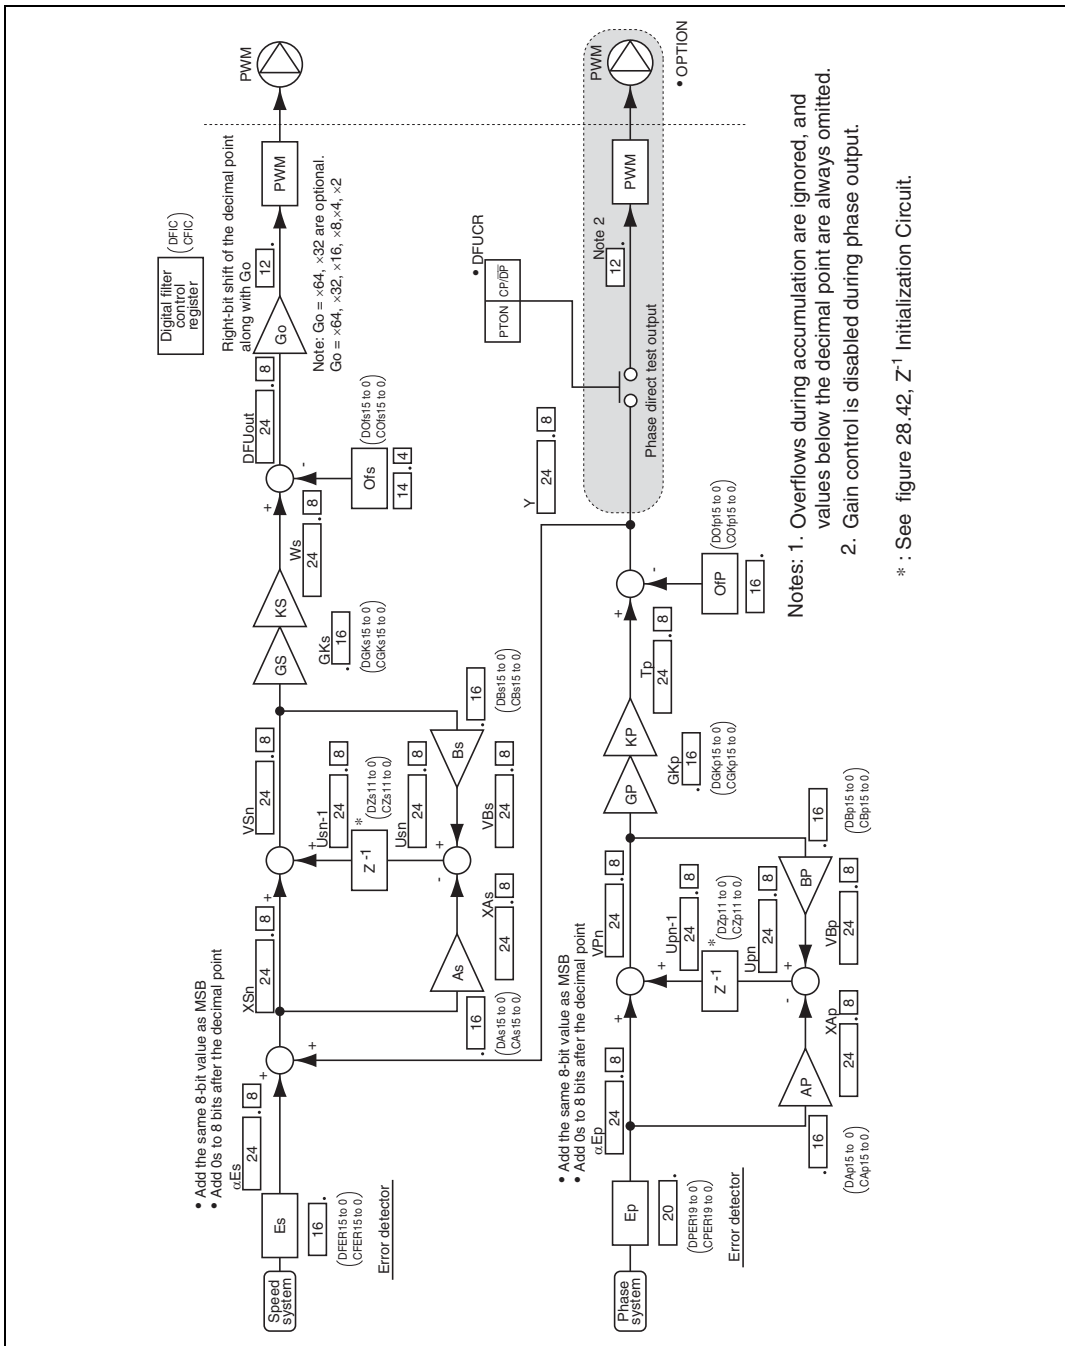 Speed
system
Es
16
.
(DFER15 to 0)
(CFER15 to 0)
Error detector
• Add the same 8-bit value as MSB
• Add 0s to 8 bits after the decimal point
αEs
24
.
8
+
+
XSn
24
.
8
As
16
.
(DAs15 to 0)
(CAs15 to 0)
XAs
24
.
8
+
+
VSn
24
.
8
Usn-1
24
.
8
*
(DZs11 to 0)
(CZs11 to 0)
Z -1
Usn
24
.
8
-
+
VBs
24
.
8
Bs
16
.
(DBs15 to 0)
(CBs15 to 0)
GS
KS
GKs
16
.
(DGKs15 to 0)
(CGKs15 to 0)
Ws
24
.
8
+
-
Ofs
(DOfs15 to 0)
(COfs15 to 0)
14
.
4
DFUout
24
.
8
Go
Digital filter
control
register
(DFIC)
(CFIC)
Right-bit shift of the decimal point
along with Go
12
.
Note: Go = ×64, ×32 are optional.
Go = ×64, ×32, ×16, ×8,×4, ×2
PWM
PWM
Phase
system
Ep
20
.
(DPER19 to 0)
(CPER19 to 0)
Error detector
• Add the same 8-bit value as MSB
• Add 0s to 8 bits after the decimal point
αEp
24
.
8
AP
16
.
(DAp15 to 0)
(CAp15 to 0)
XAp
24
.
8
+
+
VPn
24
.
8
Upn-1
24
.
8
*
(DZp11 to 0)
(CZp11 to 0)
Z -1
Upn
24
.
8
-
+
VBp
24
.
8
BP
16
.
(DBp15 to 0)
(CBp15 to 0)
GP
KP
GKp
16
.
(DGKp15 to 0)
(CGKp15 to 0)
Tp
24
.
8
+
-
OfP
(DOfp15 to 0)
(COfp15 to 0)
16
.
Y
24
.
8
Phase direct test output
• DFUCR
PTON
CP/DP̅
Note 2
12
.
PWM
PWM
• OPTION
Notes: 1. Overflows during accumulation are ignored, and
values below the decimal point are always omitted.
2. Gain control is disabled during phase output.
* : See figure 28.42, Z-1 Initialization Circuit.